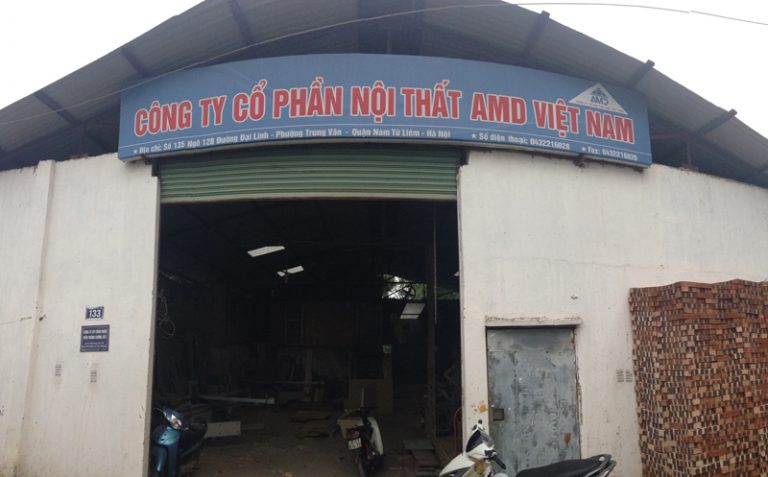 CÔNG TY CỔ PHẦN NỘI THẤT AMD VIỆT NAM
AMD
★ Địa chỉ: Số 135 Ngõ 128 Đường Đại Linh - Phường Trung Văn - Quận Nam Từ Liêm - Hà Nội ★ Số điện thoại: 0432216828 ★ Fax: 0432216828
133